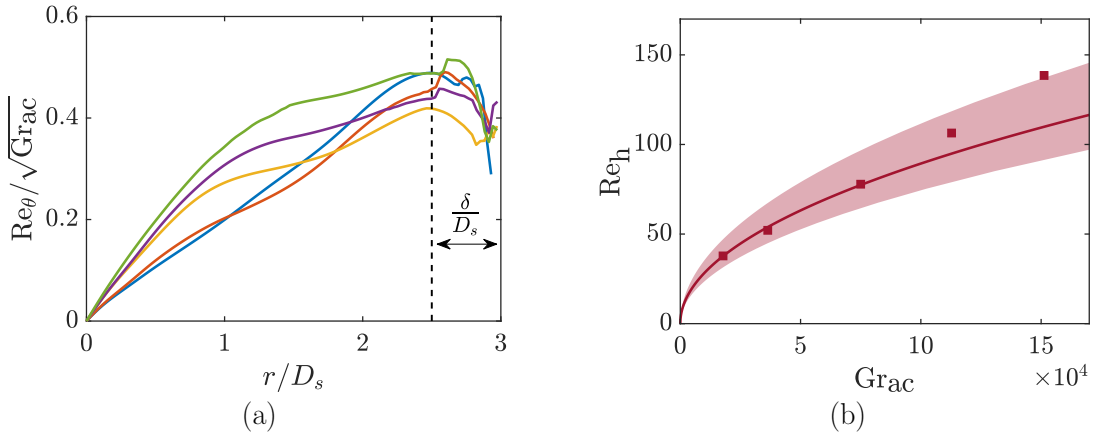 0.6
0.4
0.2
0
Re_θ/√Gr_ac
δ
D_s
0 1 2 3
r/D_s
(a)
150
100
50
0
Re_h
0 5 10 15
×10^4
Gr_ac
(b)